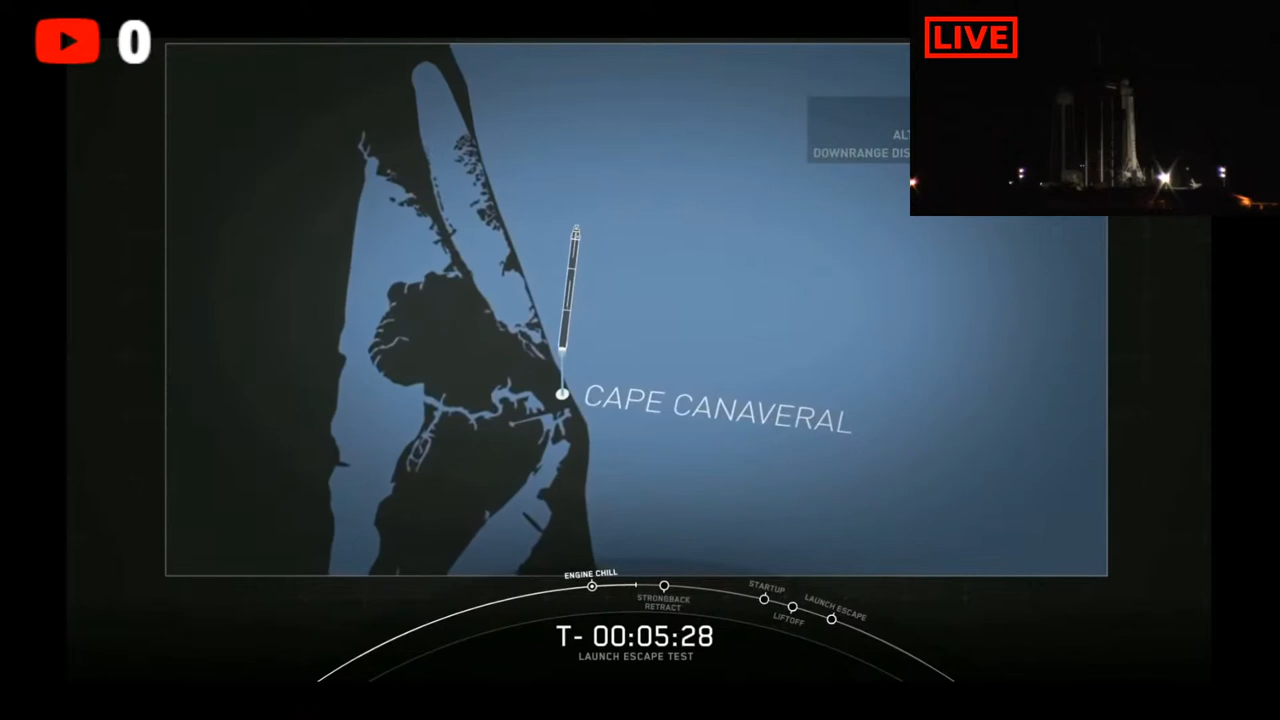 0
LIVE
ALT
DOWNRANGE DIS
CAPE CANAVERAL
ENGINE CHILL
STRONGBACK
RETRACT
STARTUP
LIFTOFF
LAUNCH ESCAPE
T- 00:05:28
LAUNCH ESCAPE TEST